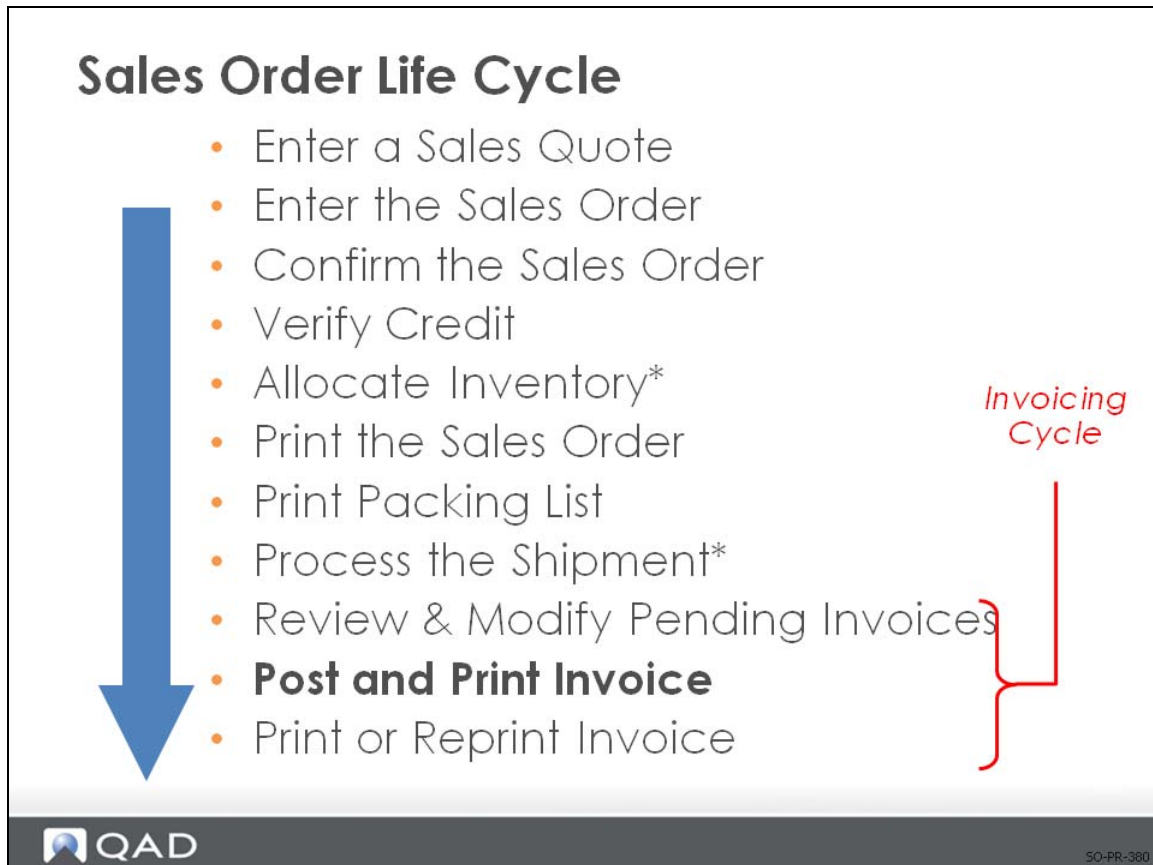 Sales Order Life Cycle
• Enter a Sales Quote
• Enter the Sales Order
• Confirm the Sales Order
• Verify Credit
• Allocate Inventory*
• Print the Sales Order
• Print Packing List
• Process the Shipment*
• Review & Modify Pending Invoices
• Post and Print Invoice
• Print or Reprint Invoice
Invoicing
Cycle
QAD
SO-PR-380